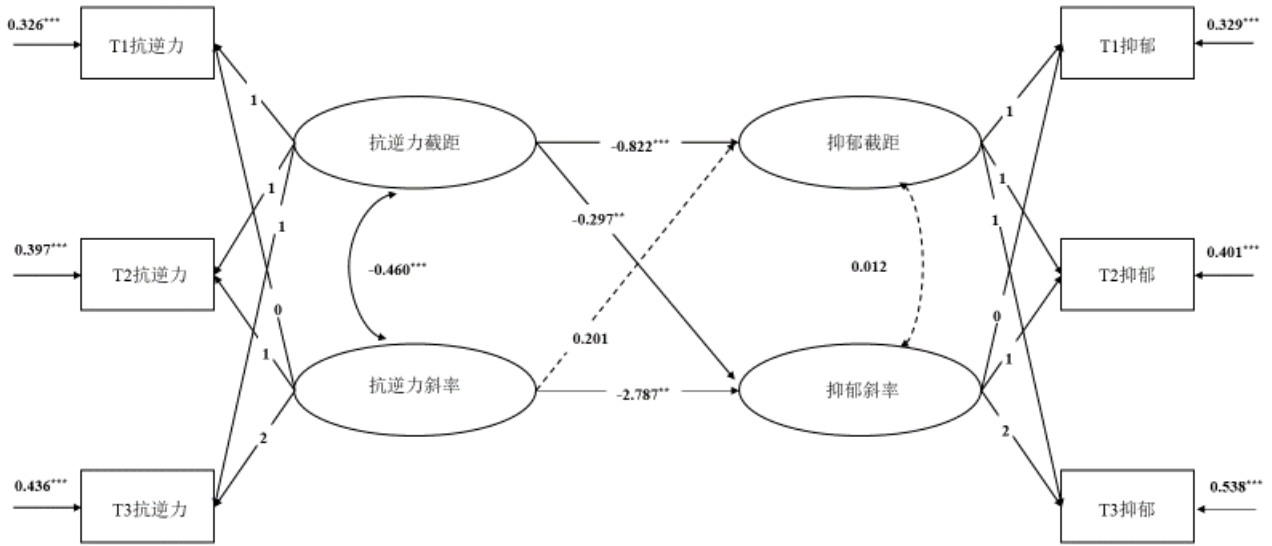 0.326***
T1抗逆力
0.329***
T1抑郁
1
1
抗逆力截距
-0.822***
抑郁截距
1
1
1
1
-0.297**
0.397***
T2抗逆力
-0.460***
0.012
0.401***
T2抑郁
0
0.201
0
1
1
抗逆力斜率
-2.787**
抑郁斜率
2
2
0.436***
T3抗逆力
0.538***
T3抑郁